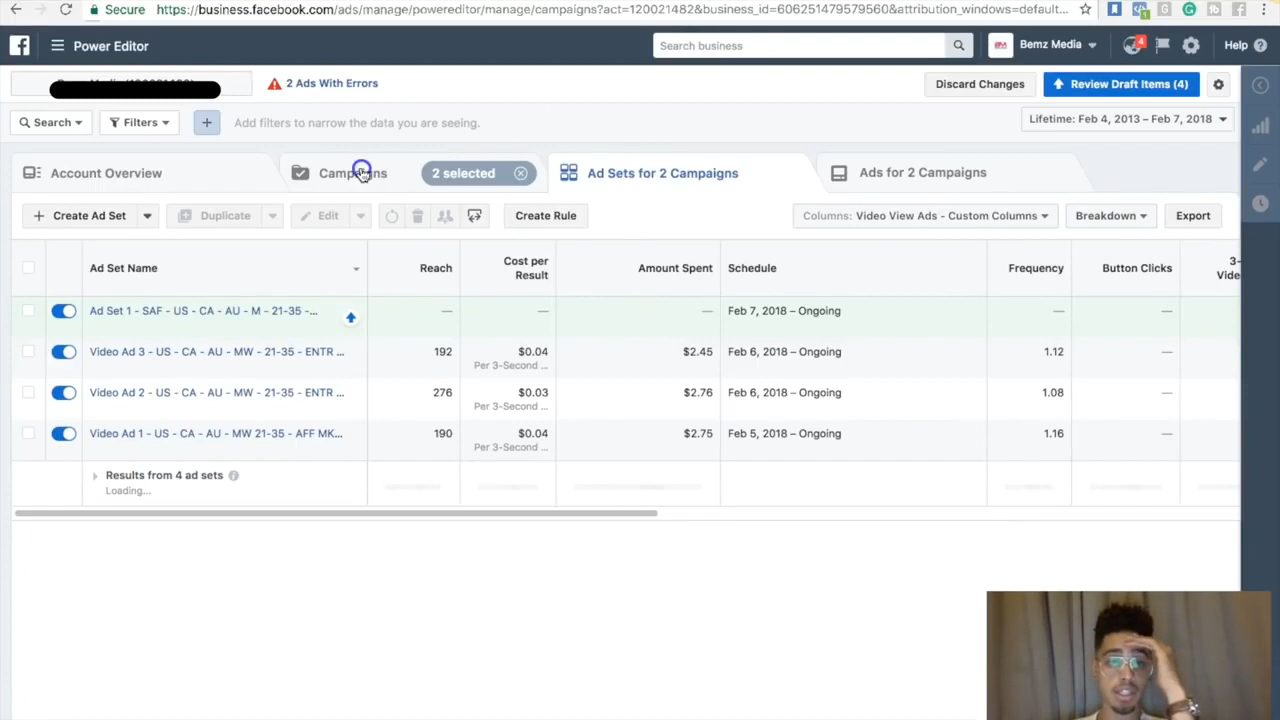 Secure https://business.facebook.com/ads/manage/powereditor/manage/campaigns?act=120021482&business_id=606251479579560&attribution_windows=default...
Power Editor
Search business
Bemz Media
4
Help
2 Ads With Errors
Discard Changes
Review Draft Items (4)
Search
Filters
+
Add filters to narrow the data you are seeing.
Lifetime: Feb 4, 2013 – Feb 7, 2018
Account Overview
Campaigns
2 selected
Ad Sets for 2 Campaigns
Ads for 2 Campaigns
+ Create Ad Set
Duplicate
Edit
Create Rule
Columns: Video View Ads - Custom Columns
Breakdown
Export
Ad Set Name
Reach
Cost per
Result
Amount Spent
Schedule
Frequency
Button Clicks
3-
Vide
Ad Set 1 - SAF - US - CA - AU - M - 21-35 -... — — — Feb 7, 2018 – Ongoing — —
Video Ad 3 - US - CA - AU - MW - 21-35 - ENTR ... 192 $0.04 $2.45 Feb 6, 2018 – Ongoing 1.12 —
Per 3-Second ...
Video Ad 2 - US - CA - AU - MW - 21-35 - ENTR ... 276 $0.03 $2.76 Feb 6, 2018 – Ongoing 1.08 —
Per 3-Second ...
Video Ad 1 - US - CA - AU - MW 21-35 - AFF MK... 190 $0.04 $2.75 Feb 5, 2018 – Ongoing 1.16 —
Per 3-Second ...
Results from 4 ad sets
Loading...